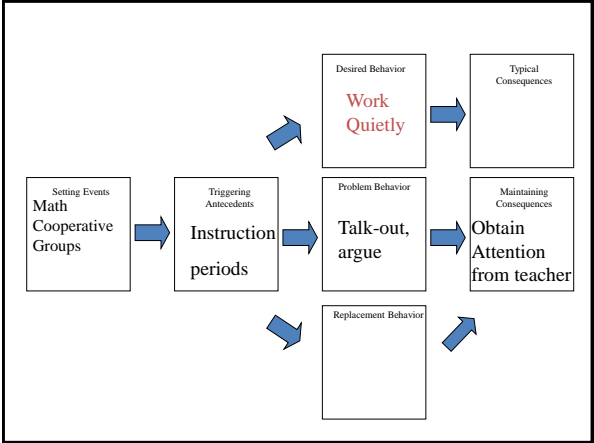 Desired Behavior
Work
Quietly
Typical
Consequences
Setting Events
Math
Cooperative
Groups
Triggering
Antecedents
Instruction
periods
Problem Behavior
Talk-out,
argue
Maintaining
Consequences
Obtain
Attention
from teacher
Replacement Behavior